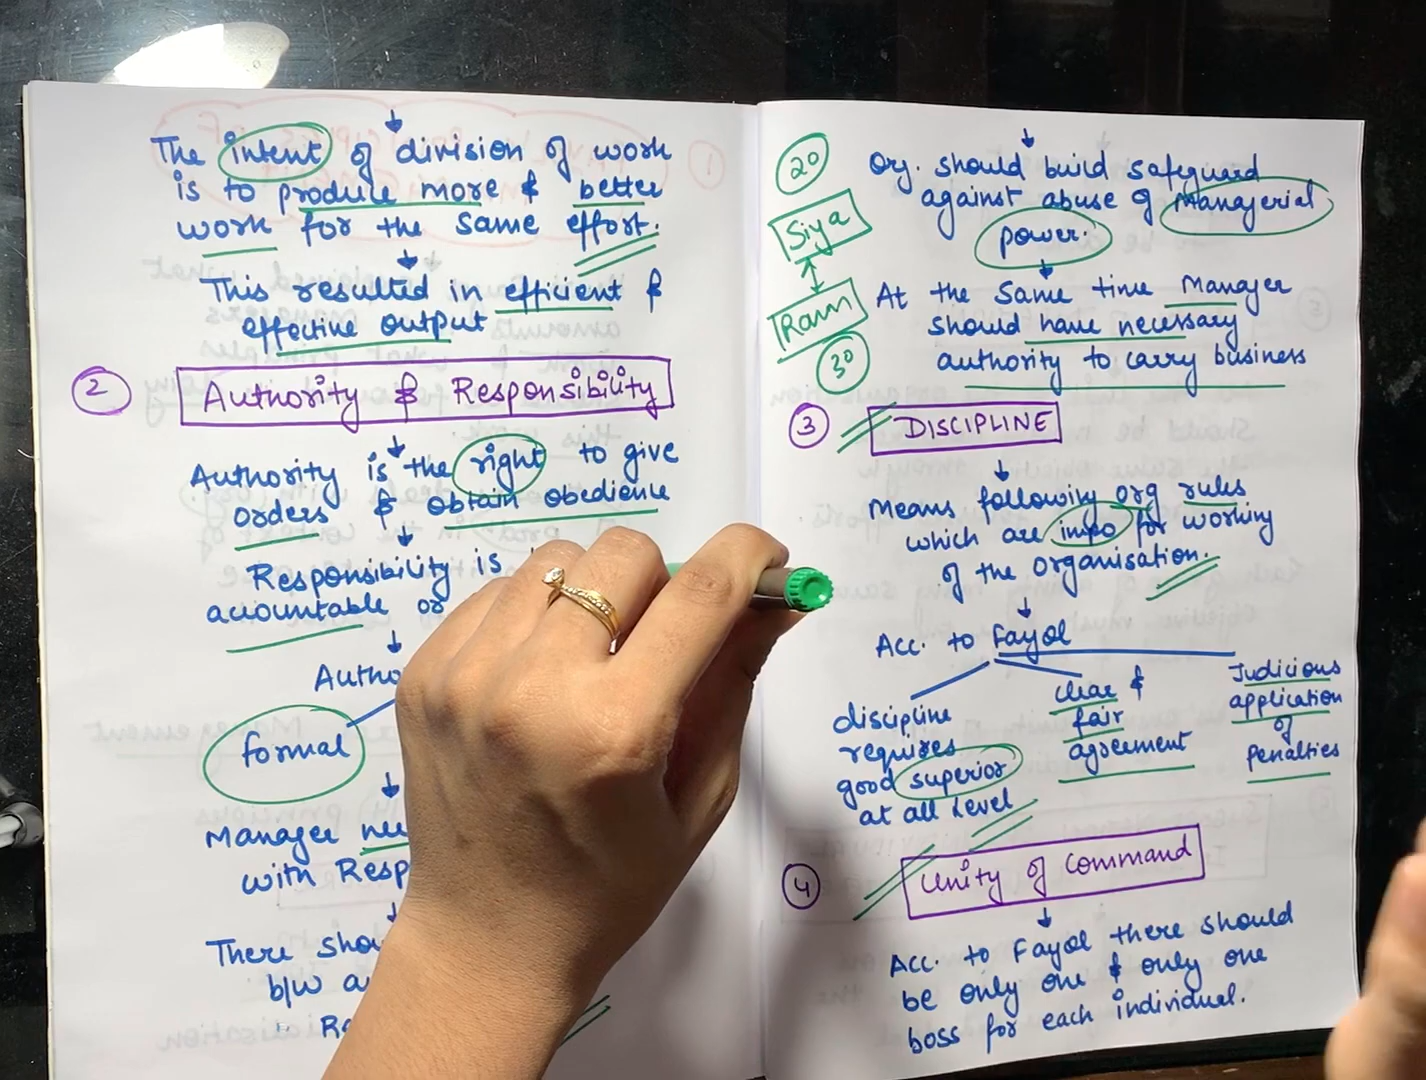 The intent of division of work
is to produce more & better
work for the same effort.
This resulted in efficient &
effective output
2 Authority & Responsibility
Authority is the right to give
orders & obtain obedience
Responsibility is
accountable or
Autho
formal
Manager
with Resp
There shou
b/w
20
Siya
Ram
30
Org. should build safeguard
against abuse of Managerial
power.
At the same time Manager
should have necessary
authority to carry business
3 DISCIPLINE
Means following org rules
which are impo for working
of the organisation.
Acc. to Fayol
discipline
requires
good superior
at all level
clear &
fair
agreement
Judicious
application
of
penalties
4 Unity of Command
Acc. to Fayol there should
be only one & only one
boss for each individual.